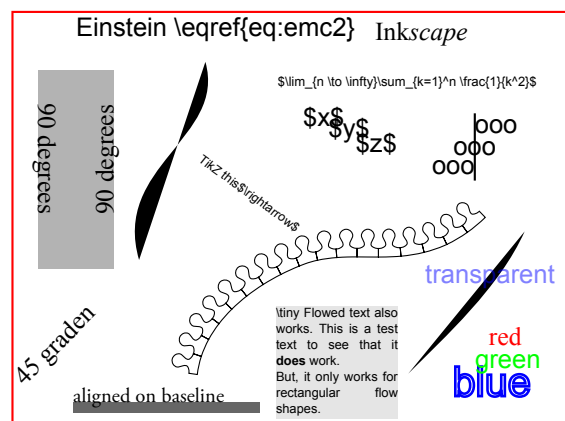 Einstein \eqref{eq:emc2}
Inkscape
$\lim_{n \to \infty}\sum_{k=1}^n \frac{1}{k^2}$
90 degrees
90 degrees
$x$
$y$
$z$
ooo
ooo
ooo
TikZ this$\rightarrow$
transparent
45 graden
\tiny Flowed text also
works. This is a test
text to see that it
does work.
But, it only works for
rectangular flow
shapes.
red
green
blue
aligned on baseline